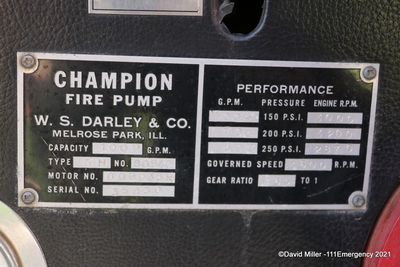 CHAMPION
FIRE PUMP
W. S. DARLEY & CO.
MELROSE PARK, ILL.
CAPACITY G.P.M.
TYPE NO.
MOTOR NO.
SERIAL NO.
PERFORMANCE
G.P.M. PRESSURE ENGINE R.P.M.
150 P.S.I.
200 P.S.I.
250 P.S.I.
GOVERNED SPEED R.P.M.
GEAR RATIO TO 1
©David Miller -111Emergency 2021